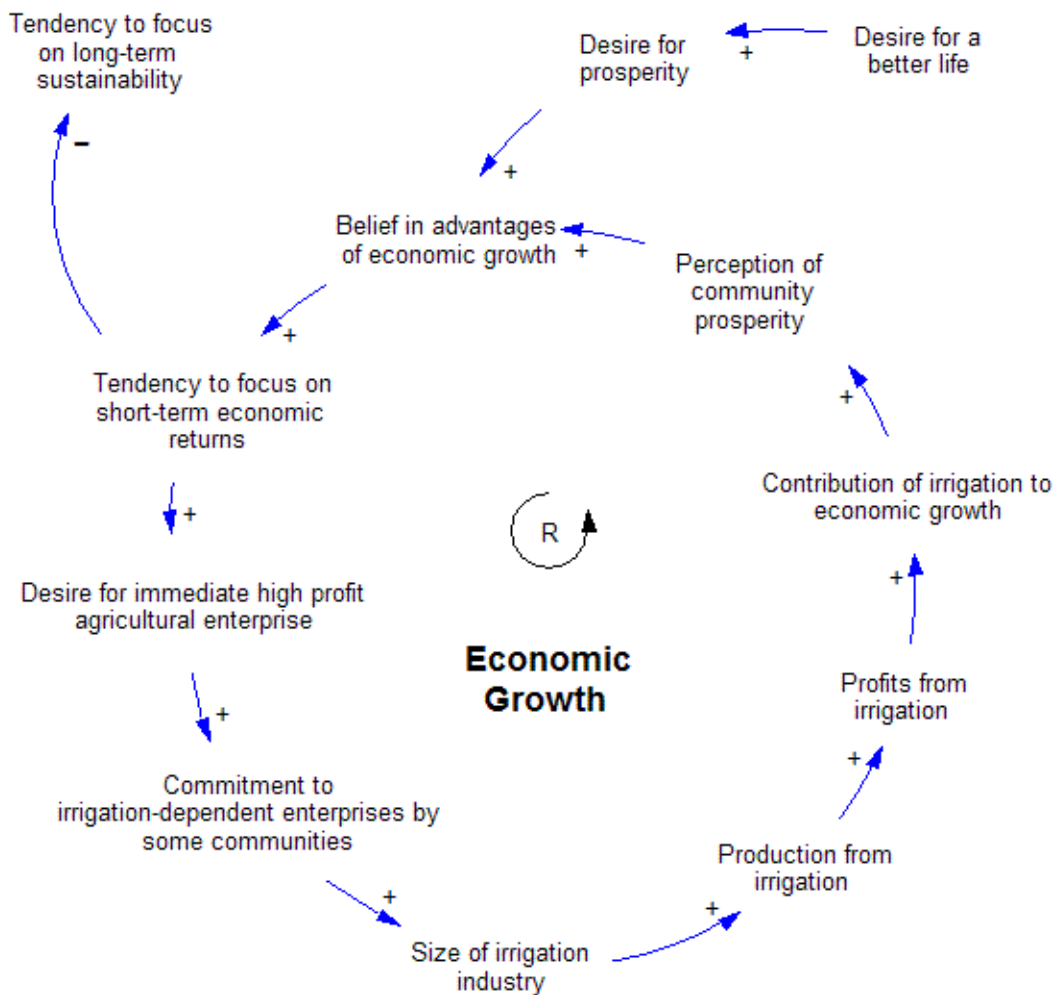 Tendency to focus
on long-term
sustainability
–
Desire for
prosperity
+
Desire for a
better life
+
Belief in advantages
of economic growth
+
Perception of
community
prosperity
+
Tendency to focus on
short-term economic
returns
+
Contribution of irrigation to
economic growth
+
R
Desire for immediate high profit
agricultural enterprise
+
Economic
Growth
Profits from
irrigation
+
Commitment to
irrigation-dependent enterprises by
some communities
+
Production from
irrigation
+
Size of irrigation
industry
+